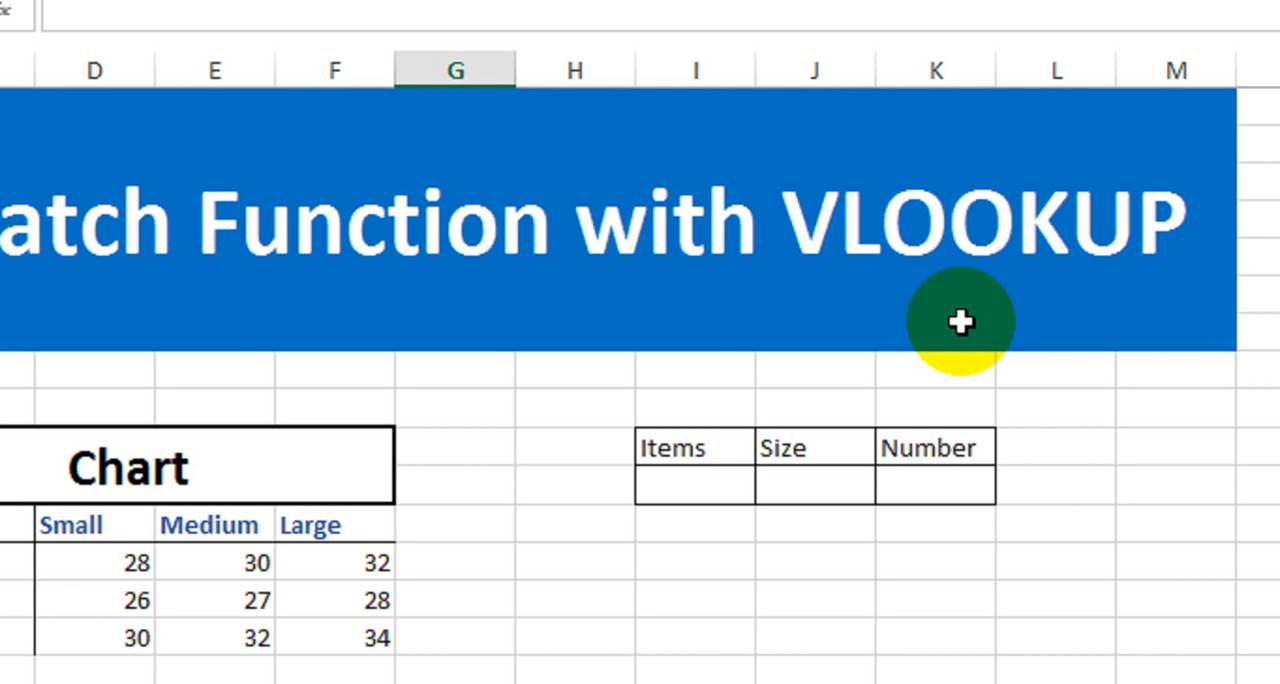 D E F G H I J K L M
atch Function with VLOOKUP
Chart
Items Size Number
Small Medium Large
28 30 32
26 27 28
30 32 34